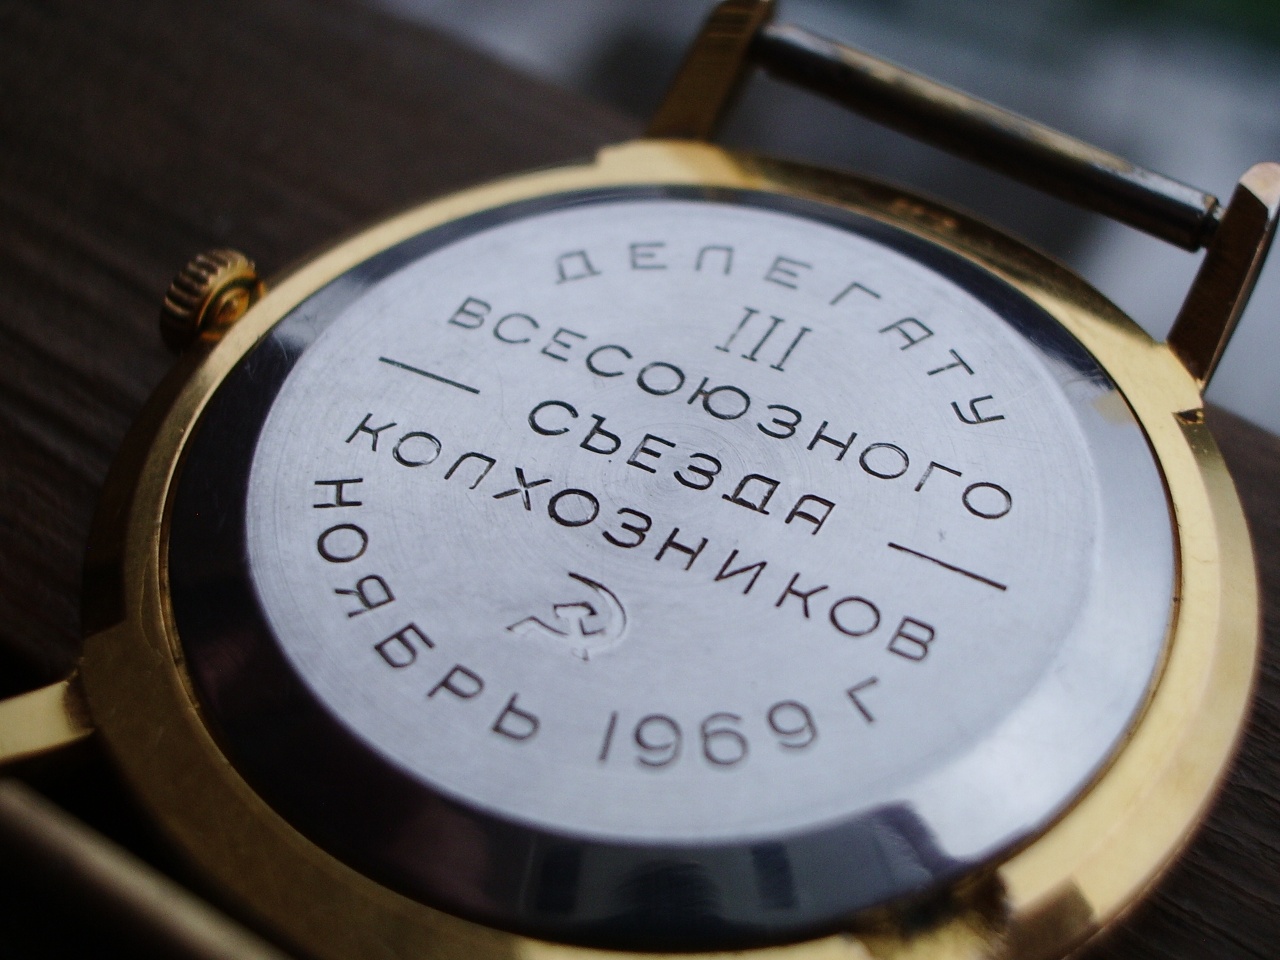 ДЕЛЕГАТУ
III
ВСЕСОЮЗНОГО
— СЪЕЗДА —
КОЛХОЗНИКОВ
НОЯБРЬ 1969 Г